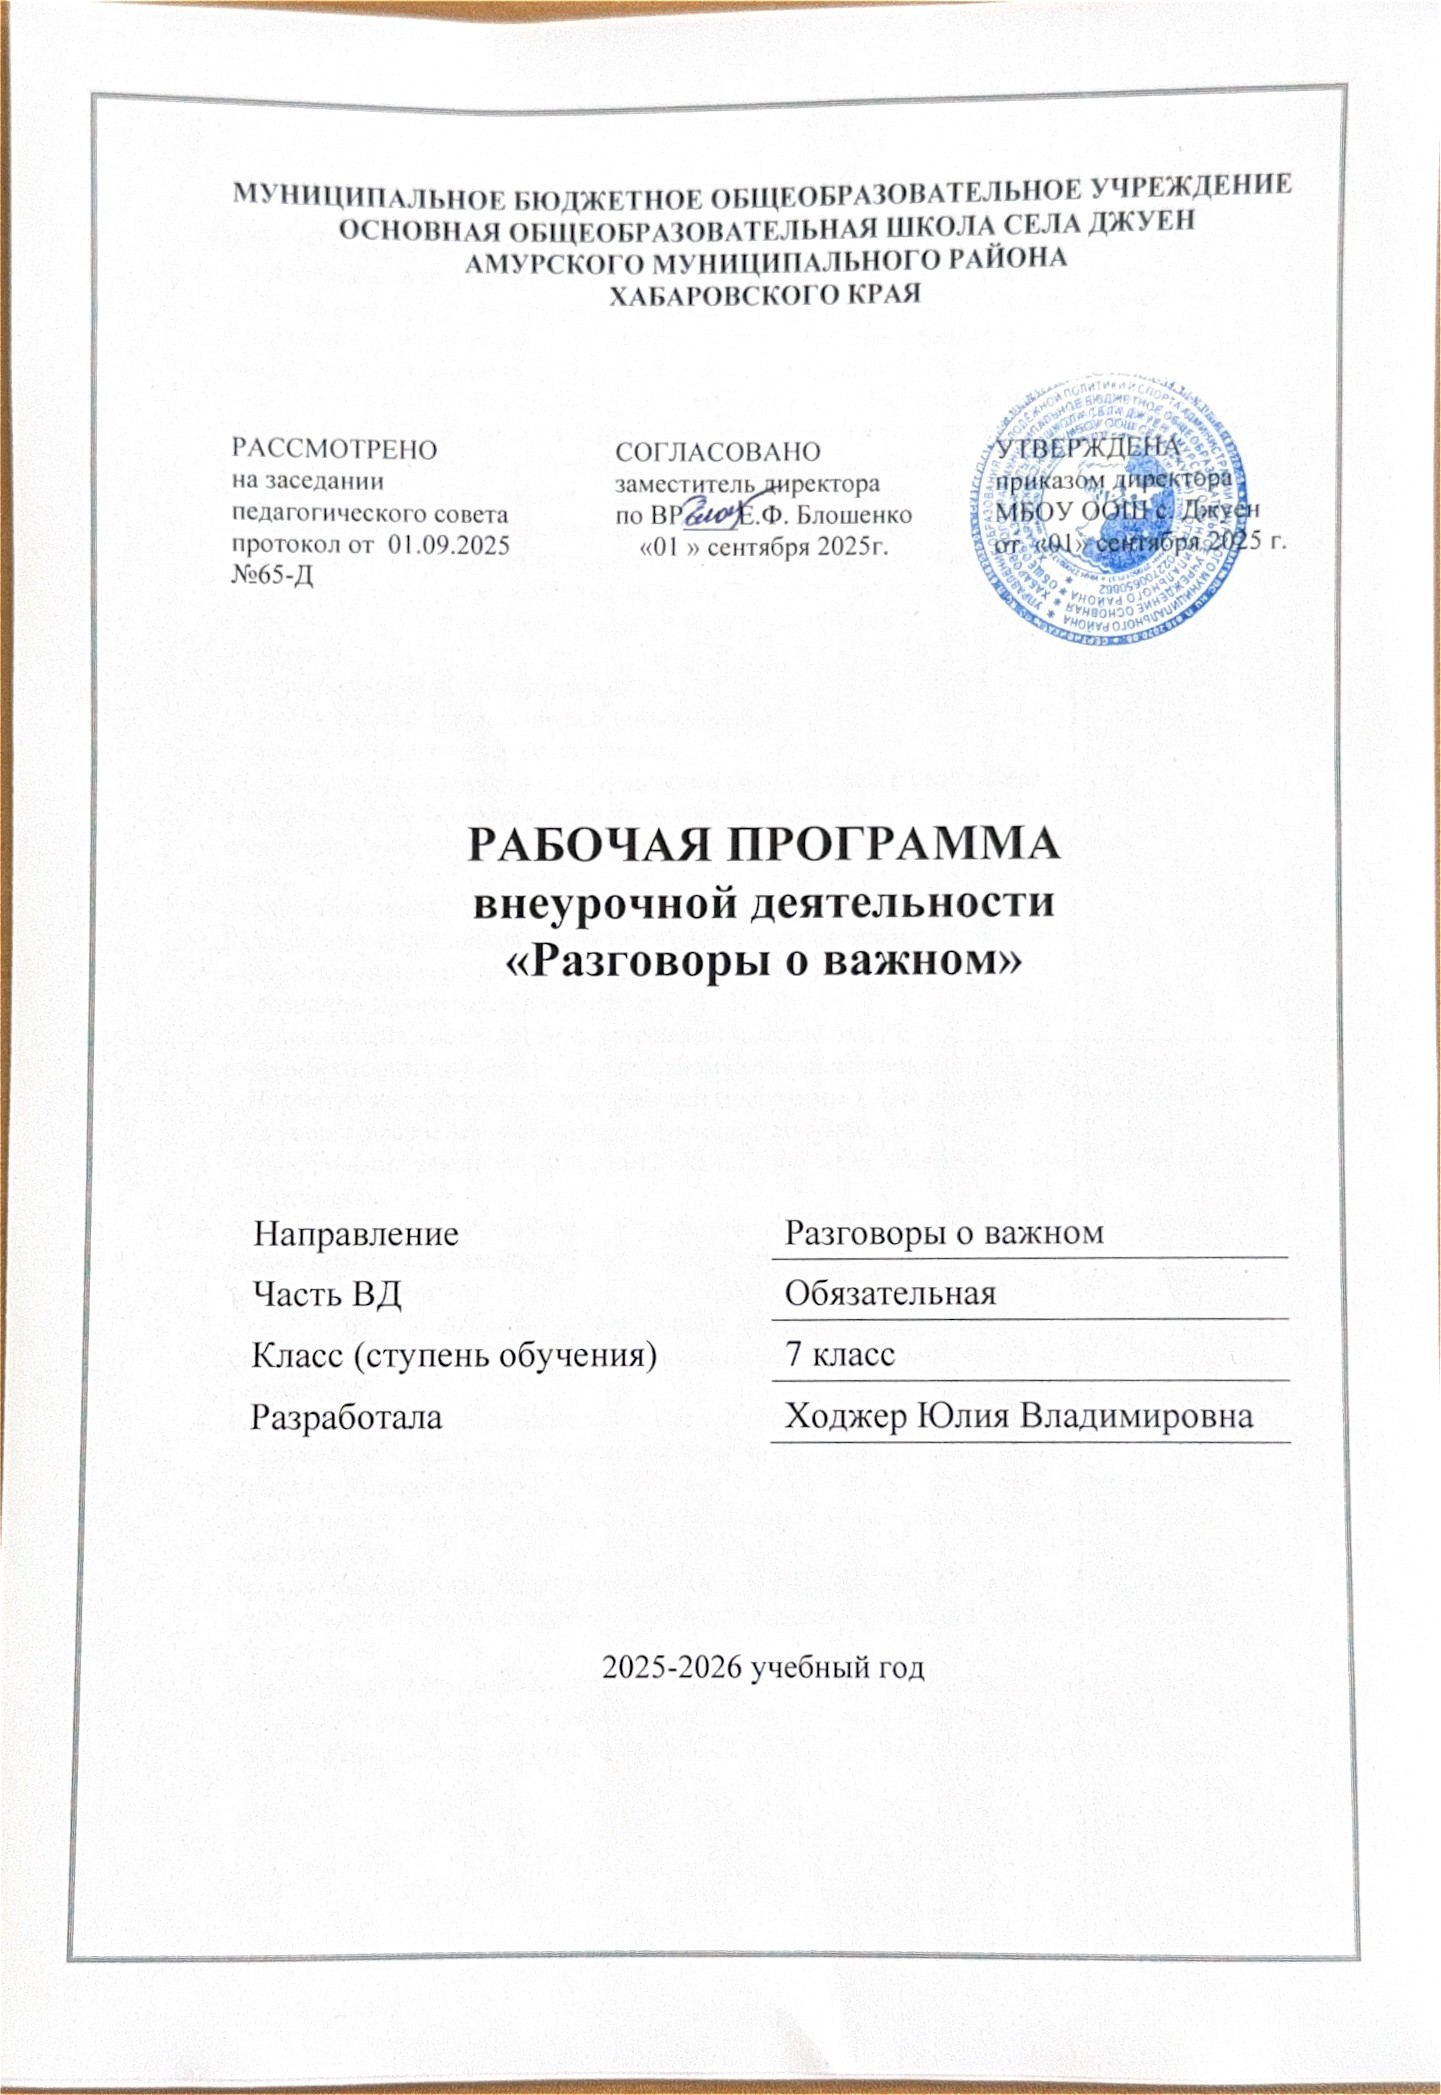 МУНИЦИПАЛЬНОЕ БЮДЖЕТНОЕ ОБЩЕОБРАЗОВАТЕЛЬНОЕ УЧРЕЖДЕНИЕ
ОСНОВНАЯ ОБЩЕОБРАЗОВАТЕЛЬНАЯ ШКОЛА СЕЛА ДЖУЕН
АМУРСКОГО МУНИЦИПАЛЬНОГО РАЙОНА
ХАБАРОВСКОГО КРАЯ
РАССМОТРЕНО
на заседании
педагогического совета
протокол от 01.09.2025
№65-Д
СОГЛАСОВАНО
заместитель директора
по ВР Е.Ф. Блошенко
«01 » сентября 2025г.
УТВЕРЖДЕНА
приказом директора
МБОУ ООШ с. Джуен
от «01» сентября 2025 г.
РАБОЧАЯ ПРОГРАММА
внеурочной деятельности
«Разговоры о важном»
Направление Разговоры о важном
Часть ВД Обязательная
Класс (ступень обучения) 7 класс
Разработала Ходжер Юлия Владимировна
2025-2026 учебный год